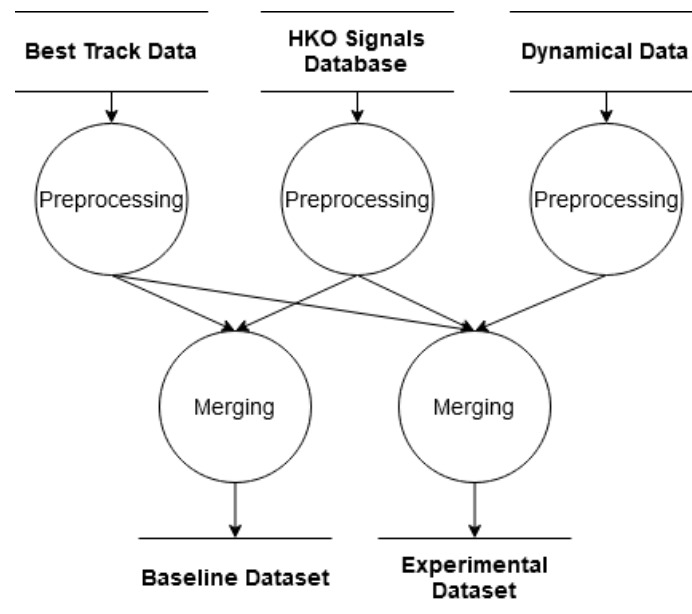 Best Track Data
HKO Signals
Database
Dynamical Data
Preprocessing
Preprocessing
Preprocessing
Merging
Merging
Baseline Dataset
Experimental
Dataset